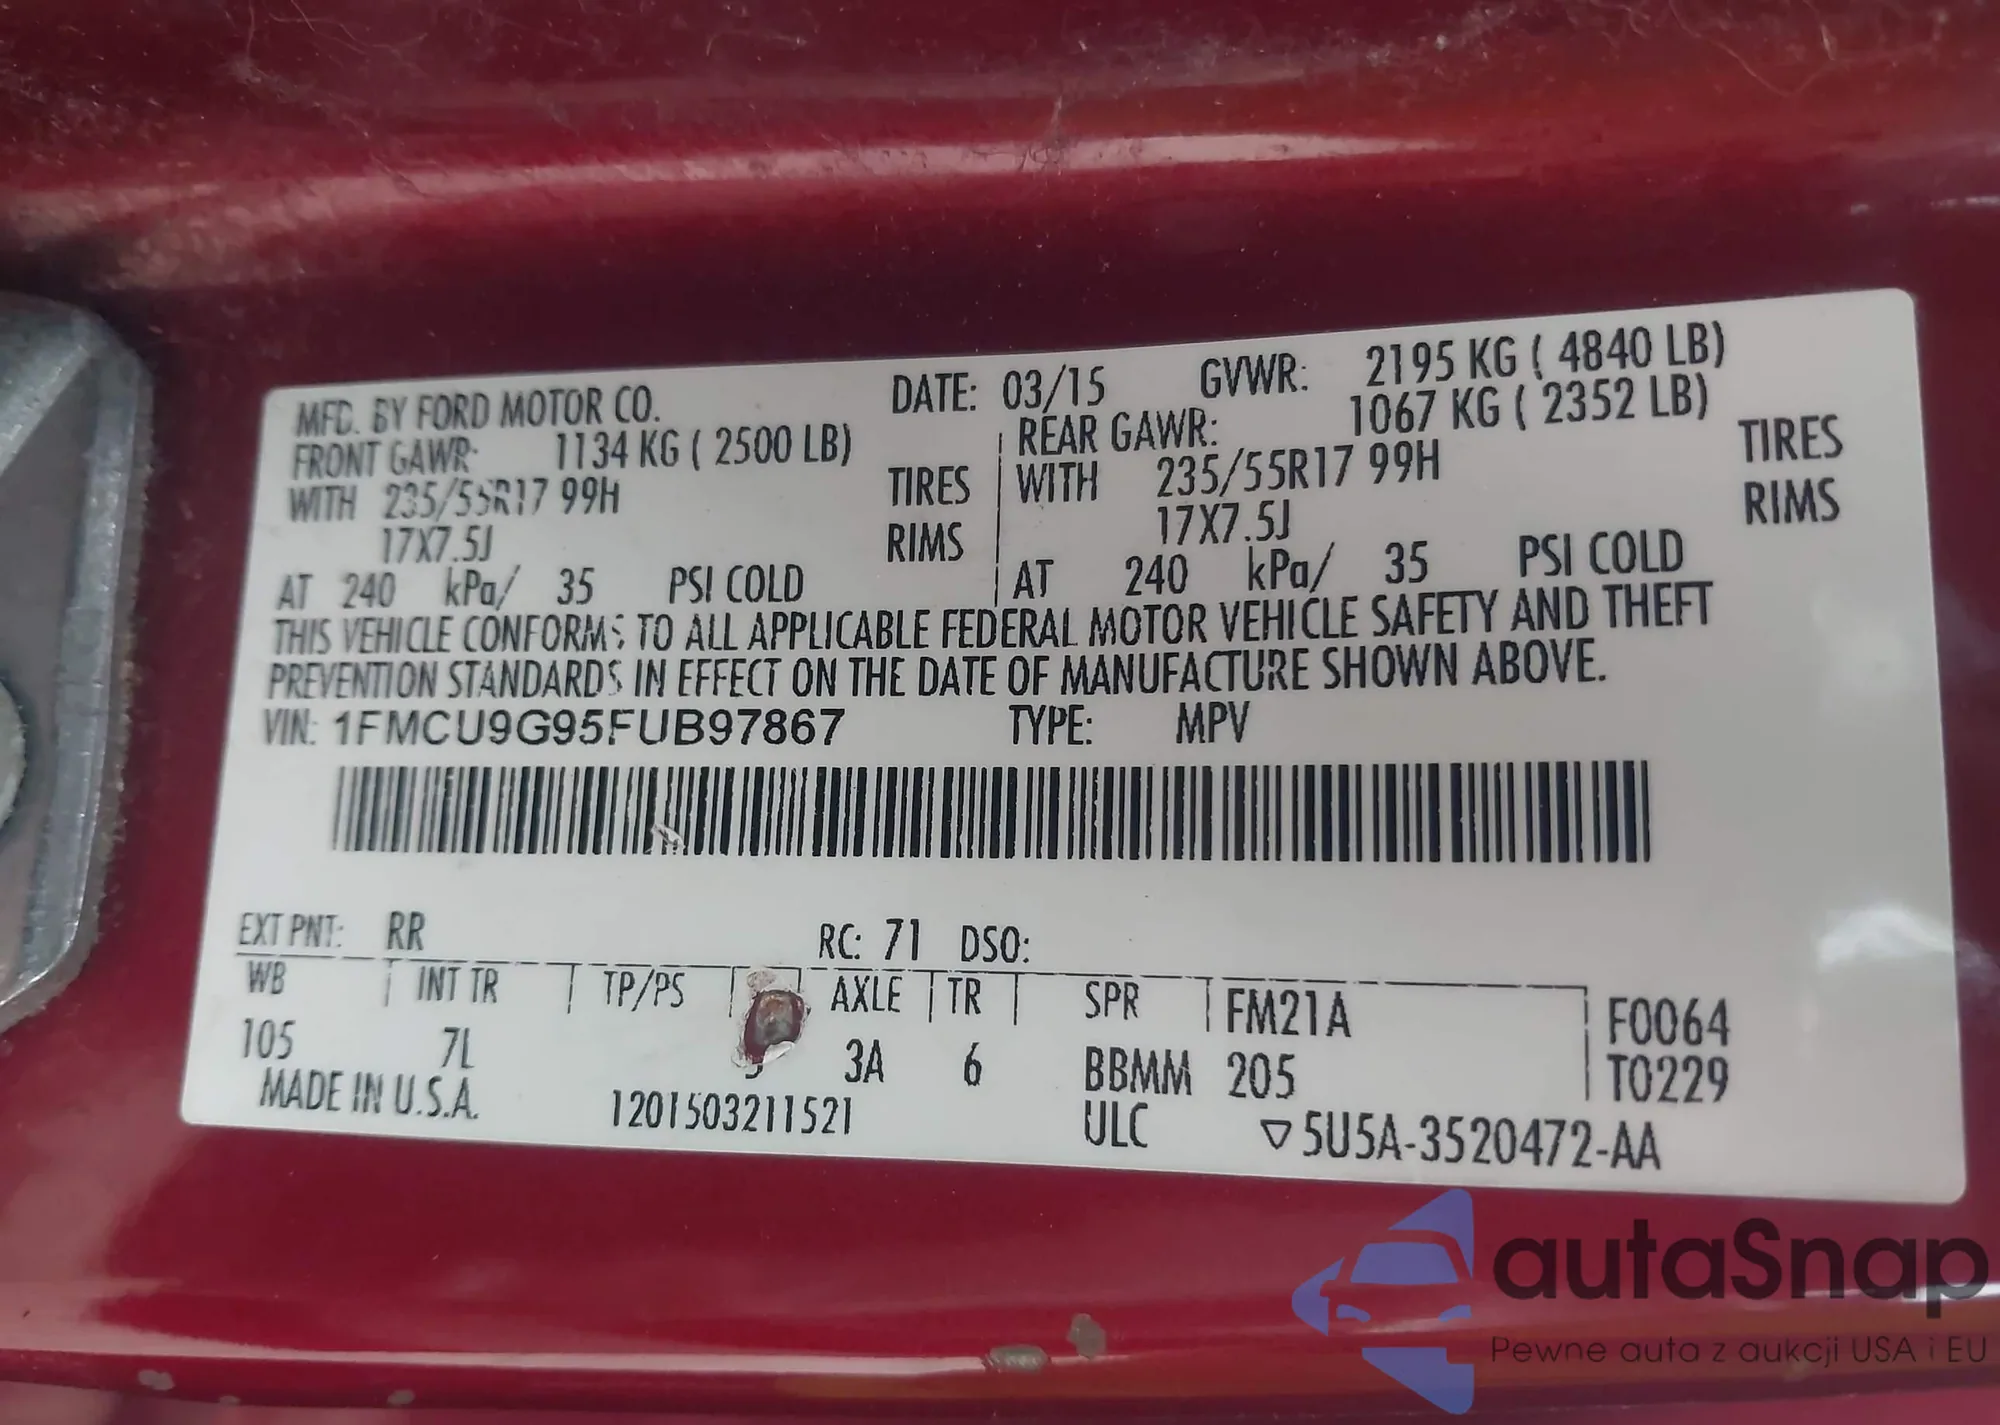 MFD. BY FORD MOTOR CO. DATE: 03/15 GVWR: 2195 KG ( 4840 LB)
FRONT GAWR: 1134 KG ( 2500 LB) REAR GAWR: 1067 KG ( 2352 LB)
WITH 235/55R17 99H TIRES WITH 235/55R17 99H TIRES
17X7.5J RIMS 17X7.5J RIMS
AT 240 kPa/ 35 PSI COLD AT 240 kPa/ 35 PSI COLD
THIS VEHICLE CONFORMS TO ALL APPLICABLE FEDERAL MOTOR VEHICLE SAFETY AND THEFT
PREVENTION STANDARDS IN EFFECT ON THE DATE OF MANUFACTURE SHOWN ABOVE.
VIN: 1FMCU9G95FUB97867 TYPE: MPV
EXT PNT: RR RC: 71 DSO:
WB INT TR TP/PS AXLE TR SPR FM21A F0064
105 7L 3A 6 BBMM 205 T0229
MADE IN U.S.A. 1201503211521 ULC ▽5U5A-3520472-AA
autaSnap
Pewne auta z aukcji USA i EU